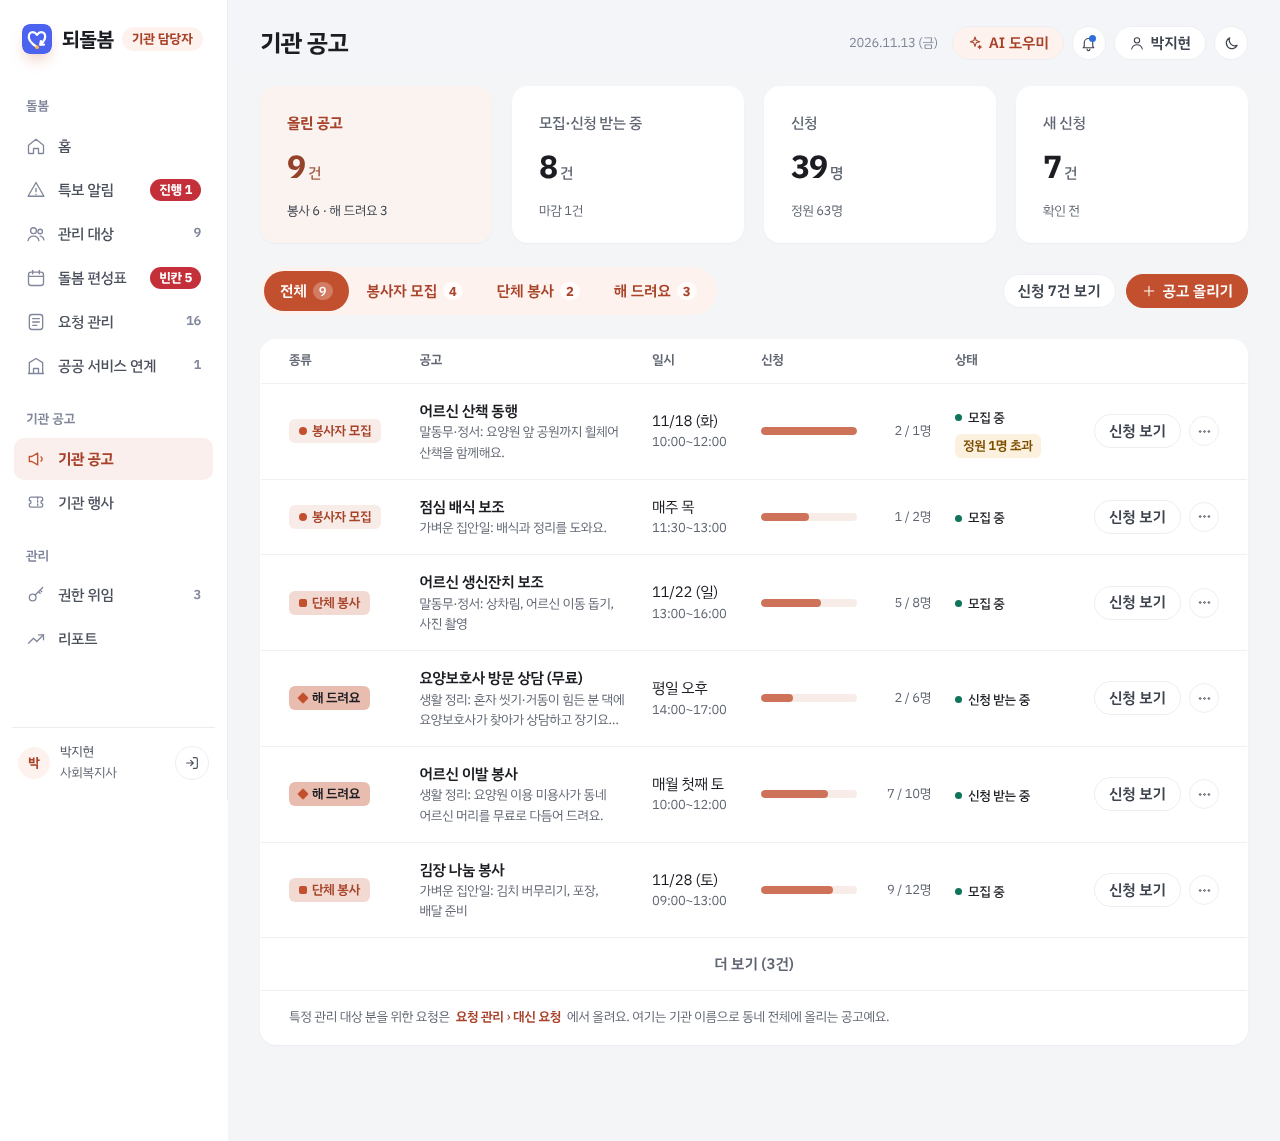 되돌봄 기관 담당자
돌봄
홈
특보 알림 진행 1
관리 대상 9
돌봄 편성표 빈칸 5
요청 관리 16
공공 서비스 연계 1
기관 공고
기관 공고
기관 행사
관리
권한 위임 3
리포트
박 박지현
사회복지사
기관 공고
2026.11.13 (금) AI 도우미 박지현
올린 공고
9건
봉사 6 · 해 드려요 3
모집·신청 받는 중
8건
마감 1건
신청
39명
정원 63명
새 신청
7건
확인 전
전체 9 봉사자 모집 4 단체 봉사 2 해 드려요 3
신청 7건 보기 + 공고 올리기
종류 공고 일시 신청 상태
봉사자 모집
어르신 산책 동행
말동무·정서: 요양원 앞 공원까지 휠체어
산책을 함께해요.
11/18 (화)
10:00~12:00
2 / 1명
모집 중
정원 1명 초과
신청 보기 ···
봉사자 모집
점심 배식 보조
가벼운 집안일: 배식과 정리를 도와요.
매주 목
11:30~13:00
1 / 2명
모집 중
신청 보기 ···
단체 봉사
어르신 생신잔치 보조
말동무·정서: 상차림, 어르신 이동 돕기,
사진 촬영
11/22 (일)
13:00~16:00
5 / 8명
모집 중
신청 보기 ···
해 드려요
요양보호사 방문 상담 (무료)
생활 정리: 혼자 씻기·거동이 힘든 분 댁에
요양보호사가 찾아가 상담하고 장기요…
평일 오후
14:00~17:00
2 / 6명
신청 받는 중
신청 보기 ···
해 드려요
어르신 이발 봉사
생활 정리: 요양원 이용 미용사가 동네
어르신 머리를 무료로 다듬어 드려요.
매월 첫째 토
10:00~12:00
7 / 10명
신청 받는 중
신청 보기 ···
단체 봉사
김장 나눔 봉사
가벼운 집안일: 김치 버무리기, 포장,
배달 준비
11/28 (토)
09:00~13:00
9 / 12명
모집 중
신청 보기 ···
더 보기 (3건)
특정 관리 대상 분을 위한 요청은 요청 관리 › 대신 요청 에서 올려요. 여기는 기관 이름으로 동네 전체에 올리는 공고예요.